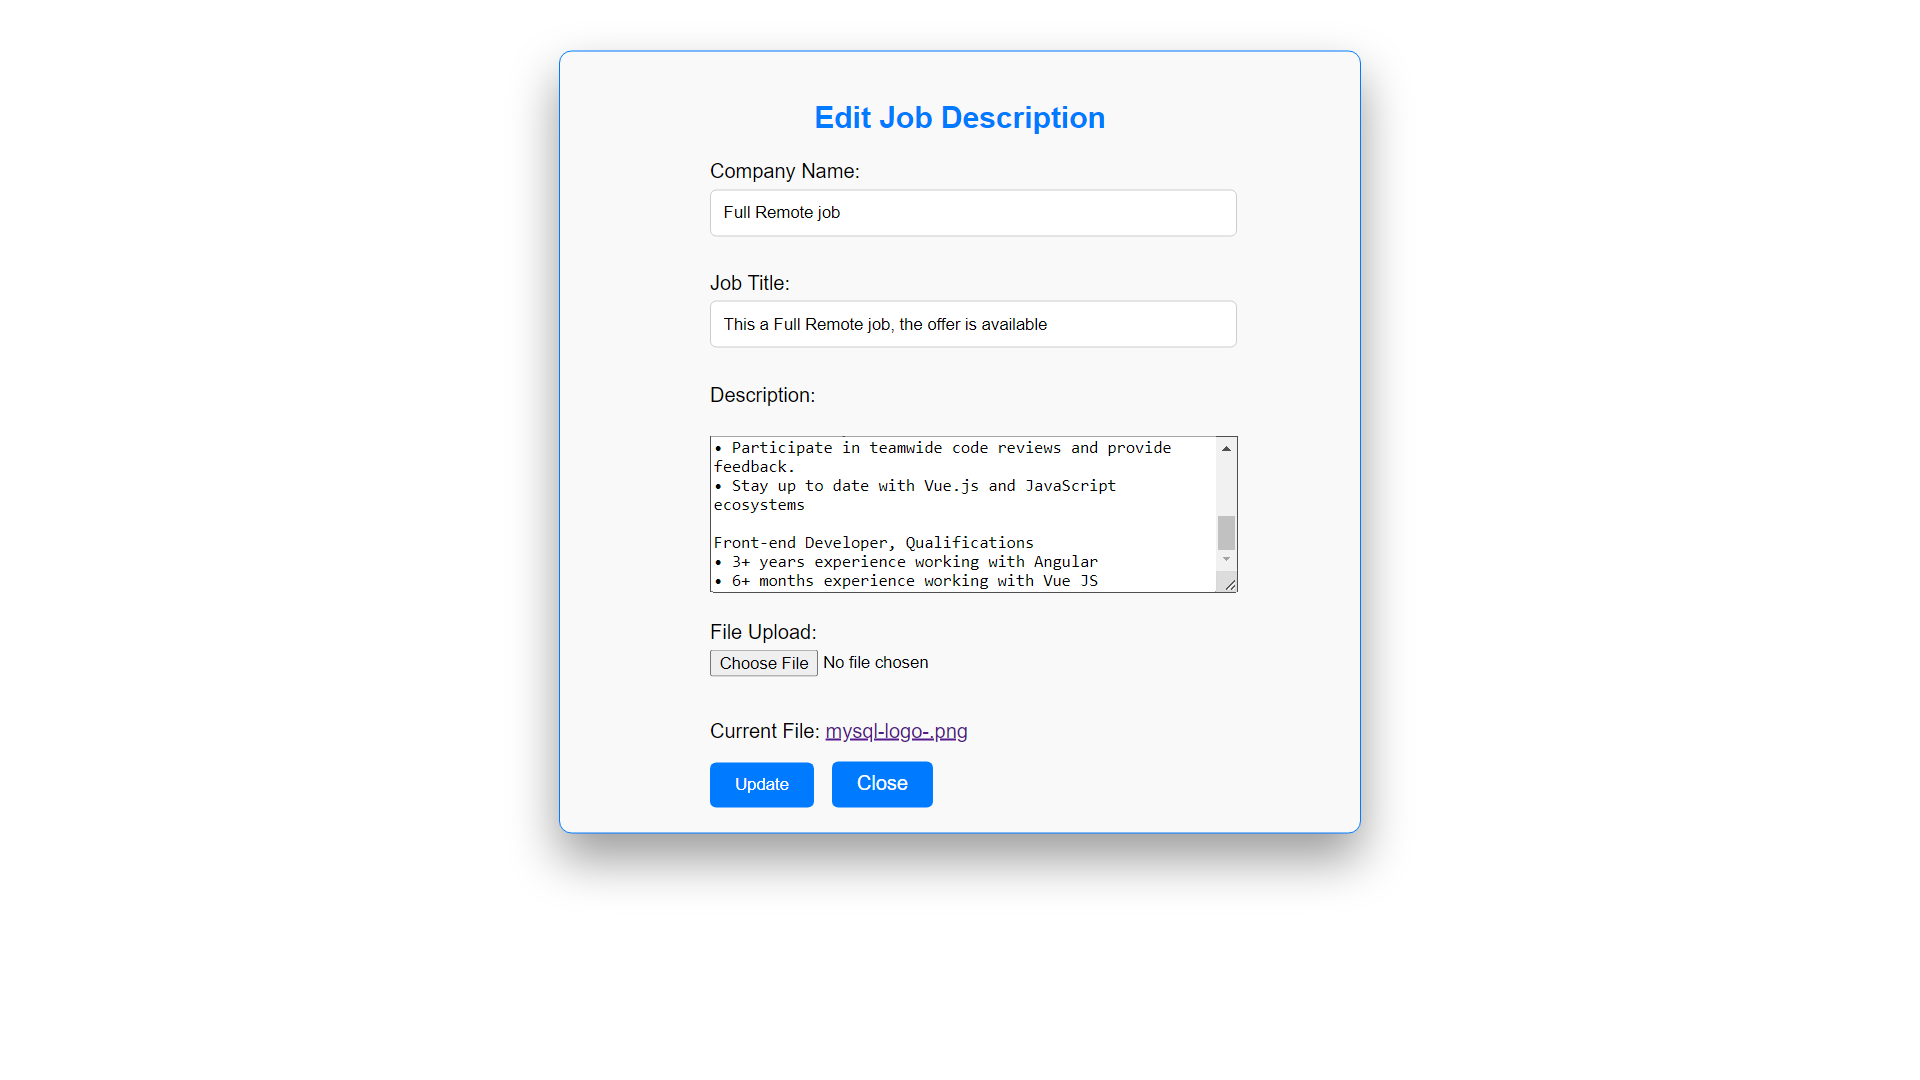 Edit Job Description
Company Name:
Full Remote job
Job Title:
This a Full Remote job, the offer is available
Description:
• Participate in teamwide code reviews and provide
feedback.
• Stay up to date with Vue.js and JavaScript
ecosystems
Front-end Developer, Qualifications
• 3+ years experience working with Angular
• 6+ months experience working with Vue JS
File Upload:
Choose File No file chosen
Current File: mysql-logo-.png
Update Close